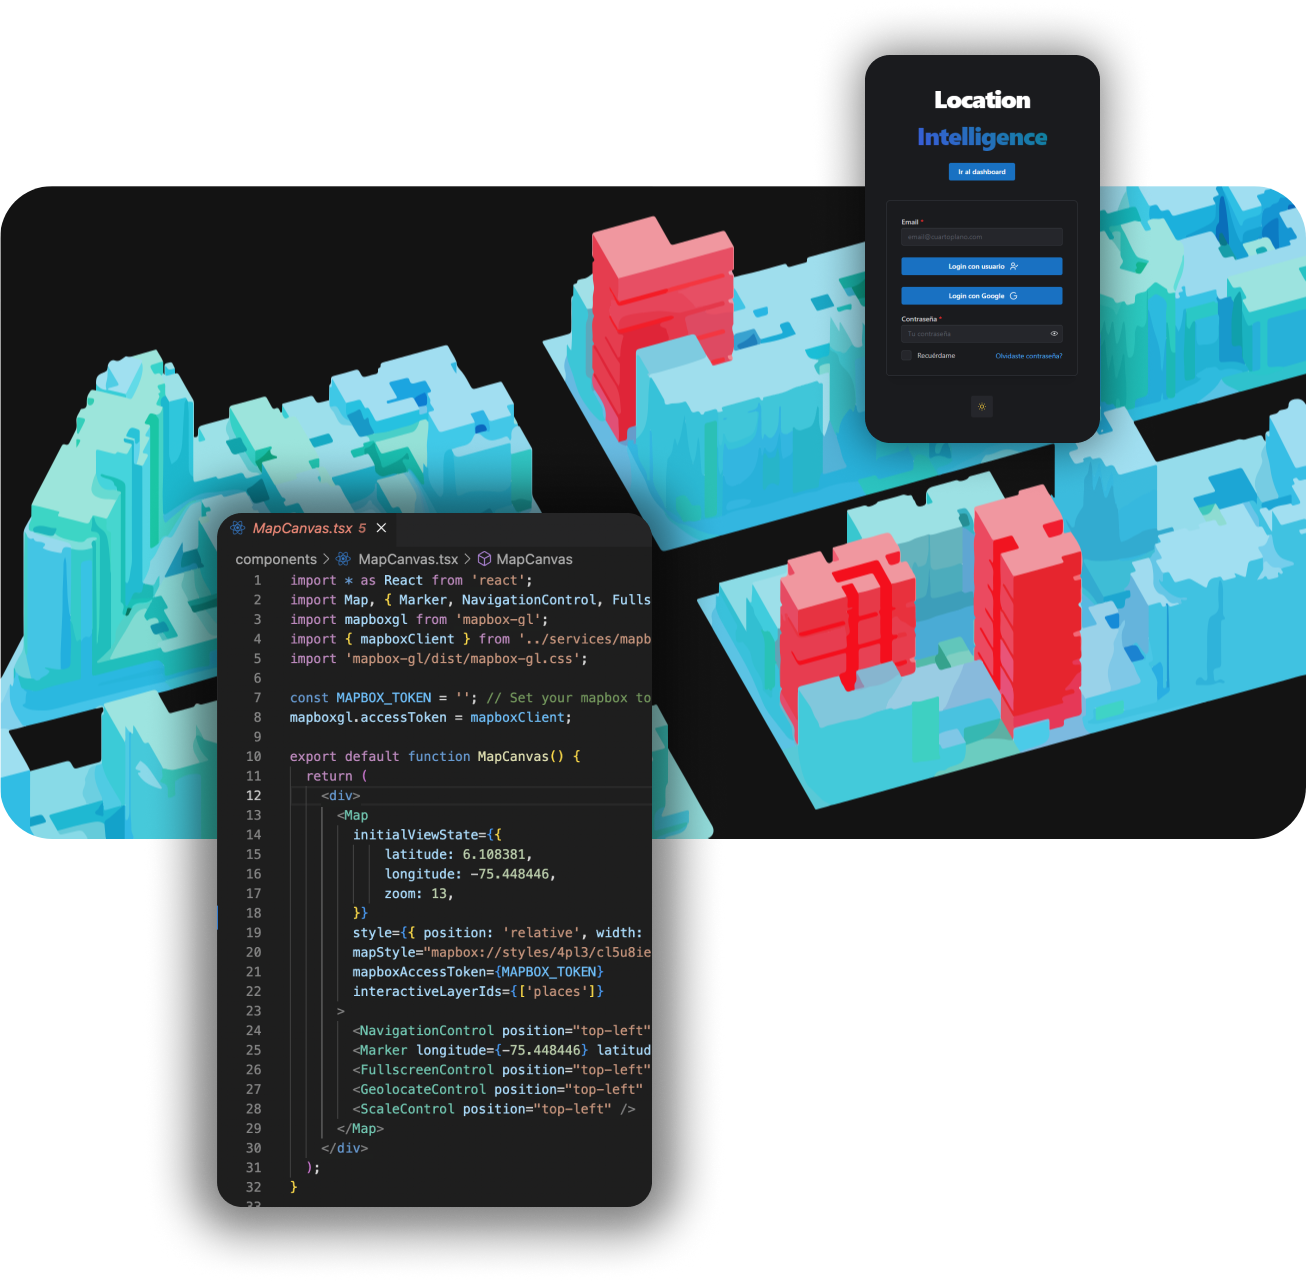 Location
Intelligence
Ir al dashboard
Email *
email@cuartoplano.com
Login con usuario
Login con Google
Contraseña *
Tu contraseña
Recuérdame
Olvidaste contraseña?
MapCanvas.tsx 5
components > MapCanvas.tsx > MapCanvas
1 import * as React from 'react';
2 import Map, { Marker, NavigationControl, Fulls
3 import mapboxgl from 'mapbox-gl';
4 import { mapboxClient } from '../services/mapb
5 import 'mapbox-gl/dist/mapbox-gl.css';
6
7 const MAPBOX_TOKEN = ''; // Set your mapbox to
8 mapboxgl.accessToken = mapboxClient;
9
10 export default function MapCanvas() {
11 return (
12 <div>
13 <Map
14 initialViewState={{
15 latitude: 6.108381,
16 longitude: -75.448446,
17 zoom: 13,
18 }}
19 style={{ position: 'relative', width:
20 mapStyle="mapbox://styles/4pl3/cl5u8ie
21 mapboxAccessToken={MAPBOX_TOKEN}
22 interactiveLayerIds={['places']}
23 >
24 <NavigationControl position="top-left"
25 <Marker longitude={-75.448446} latitud
26 <FullscreenControl position="top-left"
27 <GeolocateControl position="top-left"
28 <ScaleControl position="top-left" />
29 </Map>
30 </div>
31 );
32 }
33